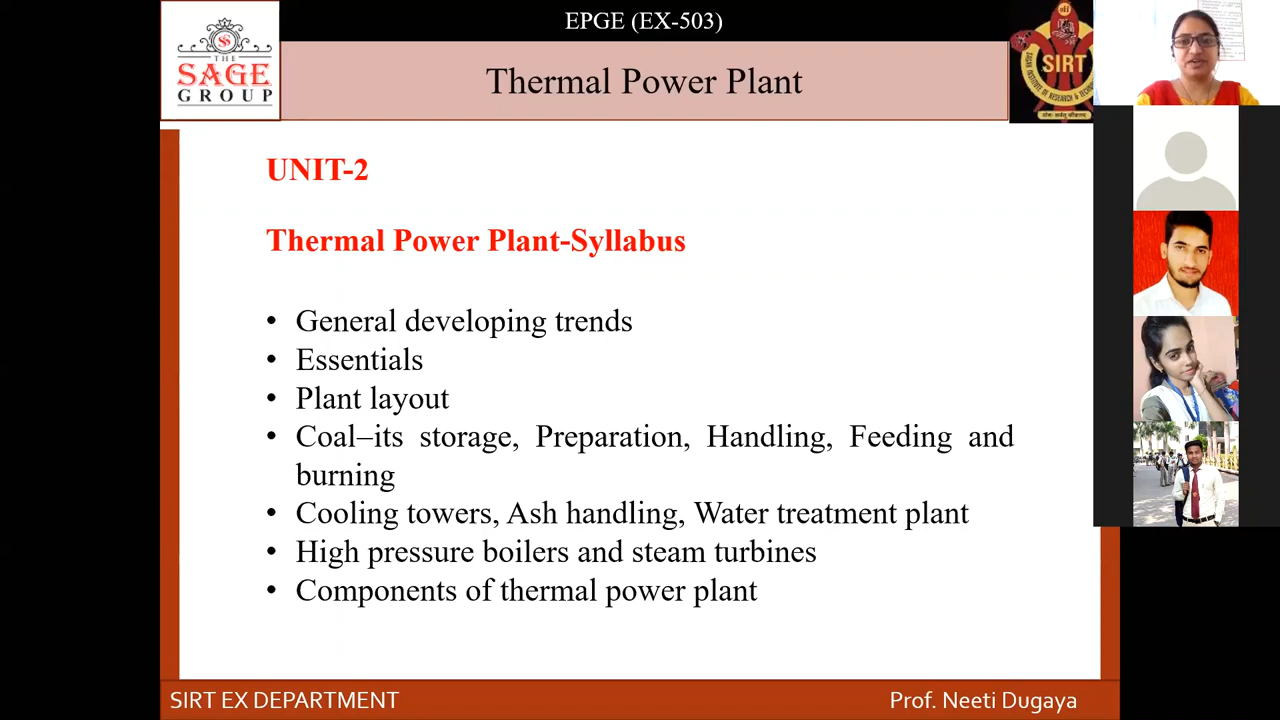 EPGE (EX-503)
THE
SAGE
GROUP
Thermal Power Plant
SIRT
UNIT-2
Thermal Power Plant-Syllabus
• General developing trends
• Essentials
• Plant layout
• Coal–its storage, Preparation, Handling, Feeding and
burning
• Cooling towers, Ash handling, Water treatment plant
• High pressure boilers and steam turbines
• Components of thermal power plant
SIRT EX DEPARTMENT
Prof. Neeti Dugaya